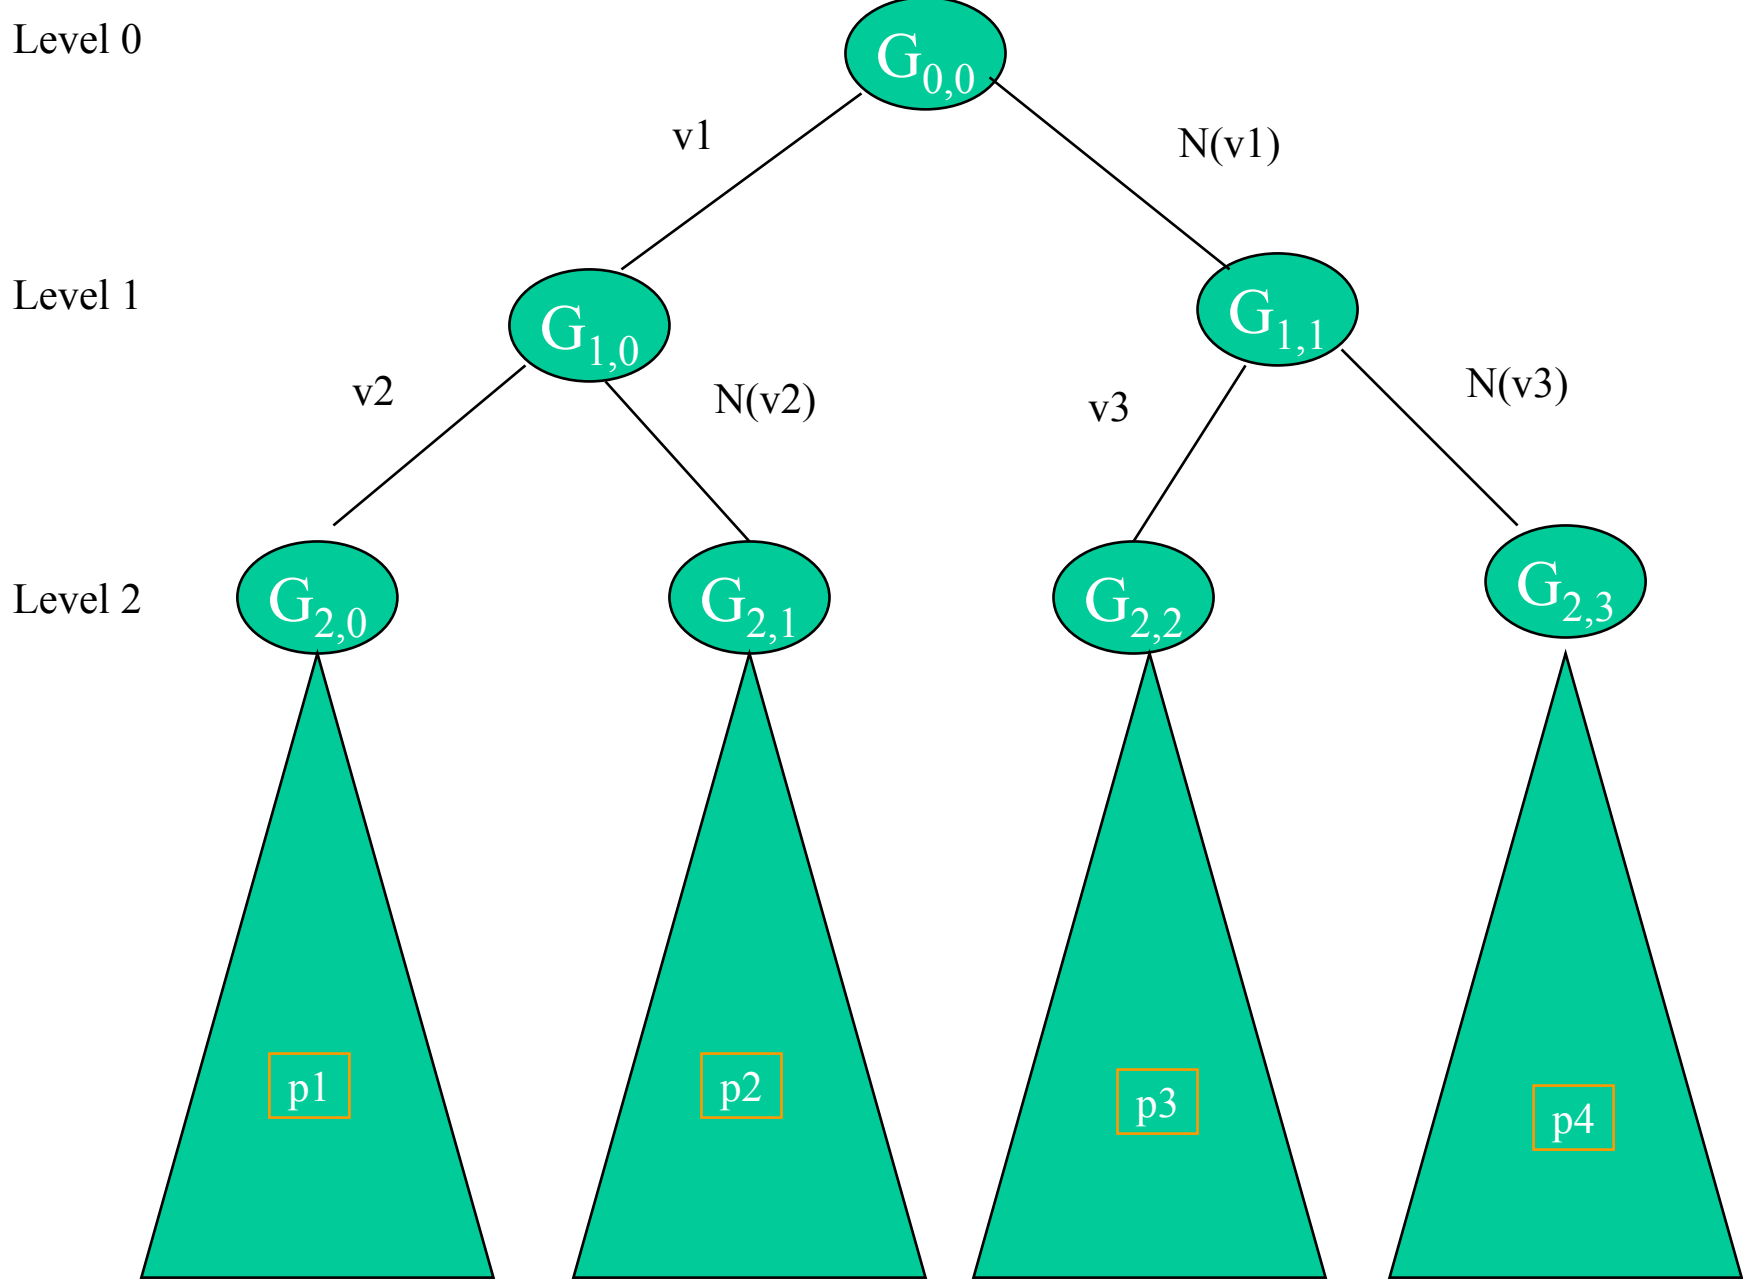 Level 0
G0,0
v1
N(v1)
Level 1
G1,0
G1,1
v2
N(v2)
v3
N(v3)
Level 2
G2,0
G2,1
G2,2
G2,3
p1
p2
p3
p4